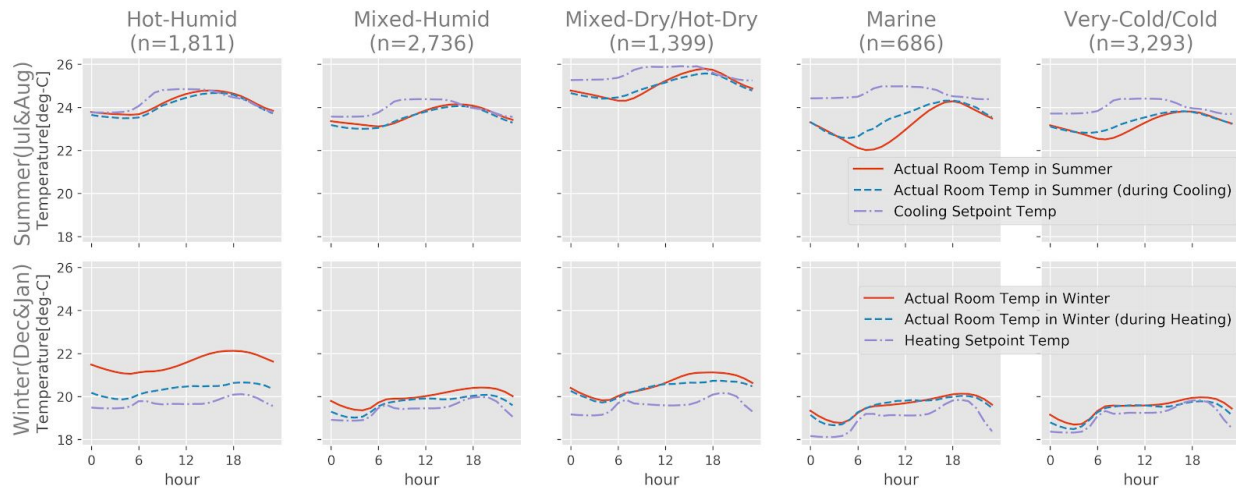 Hot-Humid
(n=1,811)
Mixed-Humid
(n=2,736)
Mixed-Dry/Hot-Dry
(n=1,399)
Marine
(n=686)
Very-Cold/Cold
(n=3,293)
Summer(Jul&Aug)
Temperature[deg-C]
26
24
22
20
18
Actual Room Temp in Summer
Actual Room Temp in Summer (during Cooling)
Cooling Setpoint Temp
Winter(Dec&Jan)
Temperature[deg-C]
26
24
22
20
18
Actual Room Temp in Winter
Actual Room Temp in Winter (during Heating)
Heating Setpoint Temp
0 6 12 18
hour
0 6 12 18
hour
0 6 12 18
hour
0 6 12 18
hour
0 6 12 18
hour